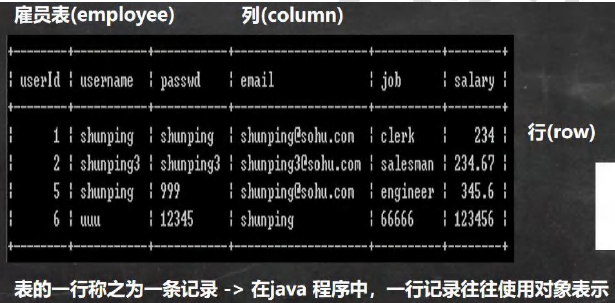 雇员表(employee) 列(column)
userId | username | passwd | email | job | salary
1 | shunping | shunping | shunping@sohu.com | clerk | 234
2 | shunping3 | shunping3 | shunping3@sohu.com | salesman | 234.67
5 | shunping | 999 | shunping@sohu.com | engineer | 345.6
6 | uuu | 12345 | shunping | 66666 | 123456
行(row)
表的一行称之为一条记录 -> 在java 程序中，一行记录往往使用对象表示